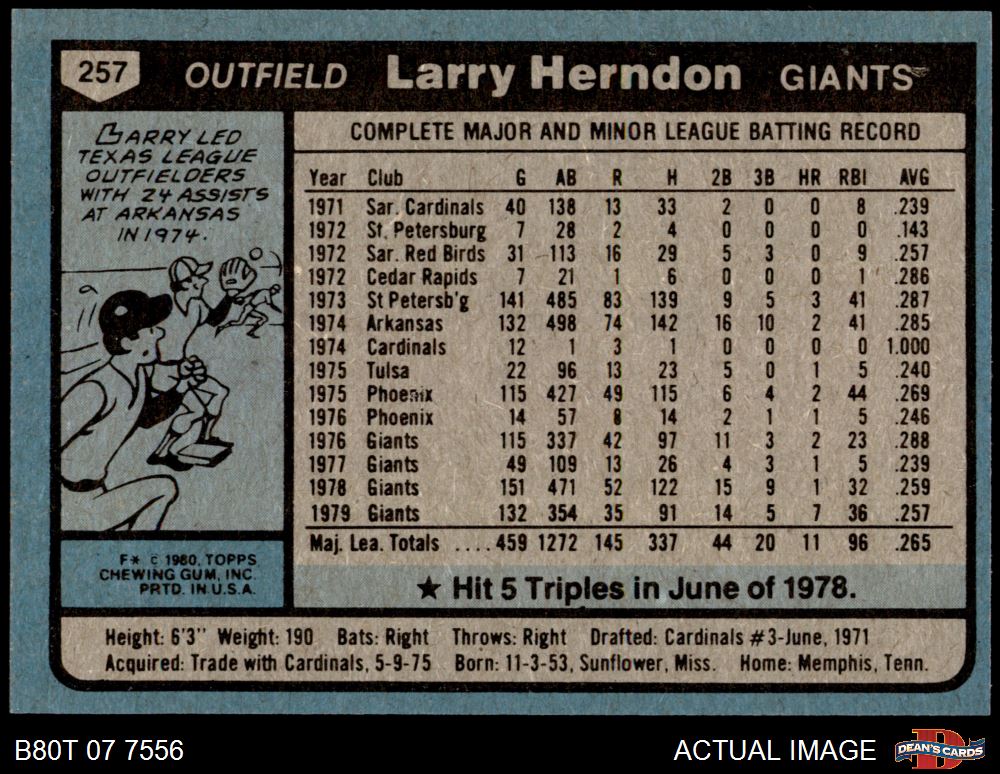 257 OUTFIELD Larry Herndon GIANTS
LARRY LED
TEXAS LEAGUE
OUTFIELDERS
WITH 24 ASSISTS
AT ARKANSAS
IN 1974.
COMPLETE MAJOR AND MINOR LEAGUE BATTING RECORD
Year Club G AB R H 2B 3B HR RBI AVG
1971 Sar. Cardinals 40 138 13 33 2 0 0 8 .239
1972 St. Petersburg 7 28 2 4 0 0 0 0 .143
1972 Sar. Red Birds 31 113 16 29 5 3 0 9 .257
1972 Cedar Rapids 7 21 1 6 0 0 0 1 .286
1973 St Petersb'g 141 485 83 139 9 5 3 41 .287
1974 Arkansas 132 498 74 142 16 10 2 41 .285
1974 Cardinals 12 1 3 1 0 0 0 0 1.000
1975 Tulsa 22 96 13 23 5 0 1 5 .240
1975 Phoenix 115 427 49 115 6 4 2 44 .269
1976 Phoenix 14 57 8 14 2 1 1 5 .246
1976 Giants 115 337 42 97 11 3 2 23 .288
1977 Giants 49 109 13 26 4 3 1 5 .239
1978 Giants 151 471 52 122 15 9 1 32 .259
1979 Giants 132 354 35 91 14 5 7 36 .257
Maj. Lea. Totals ....459 1272 145 337 44 20 11 96 .265
★ Hit 5 Triples in June of 1978.
F* © 1980, TOPPS
CHEWING GUM, INC.
PRTD. IN U.S.A.
Height: 6'3" Weight: 190 Bats: Right Throws: Right Drafted: Cardinals #3-June, 1971
Acquired: Trade with Cardinals, 5-9-75 Born: 11-3-53, Sunflower, Miss. Home: Memphis, Tenn.
B80T 07 7556 ACTUAL IMAGE D DEAN'S CARDS